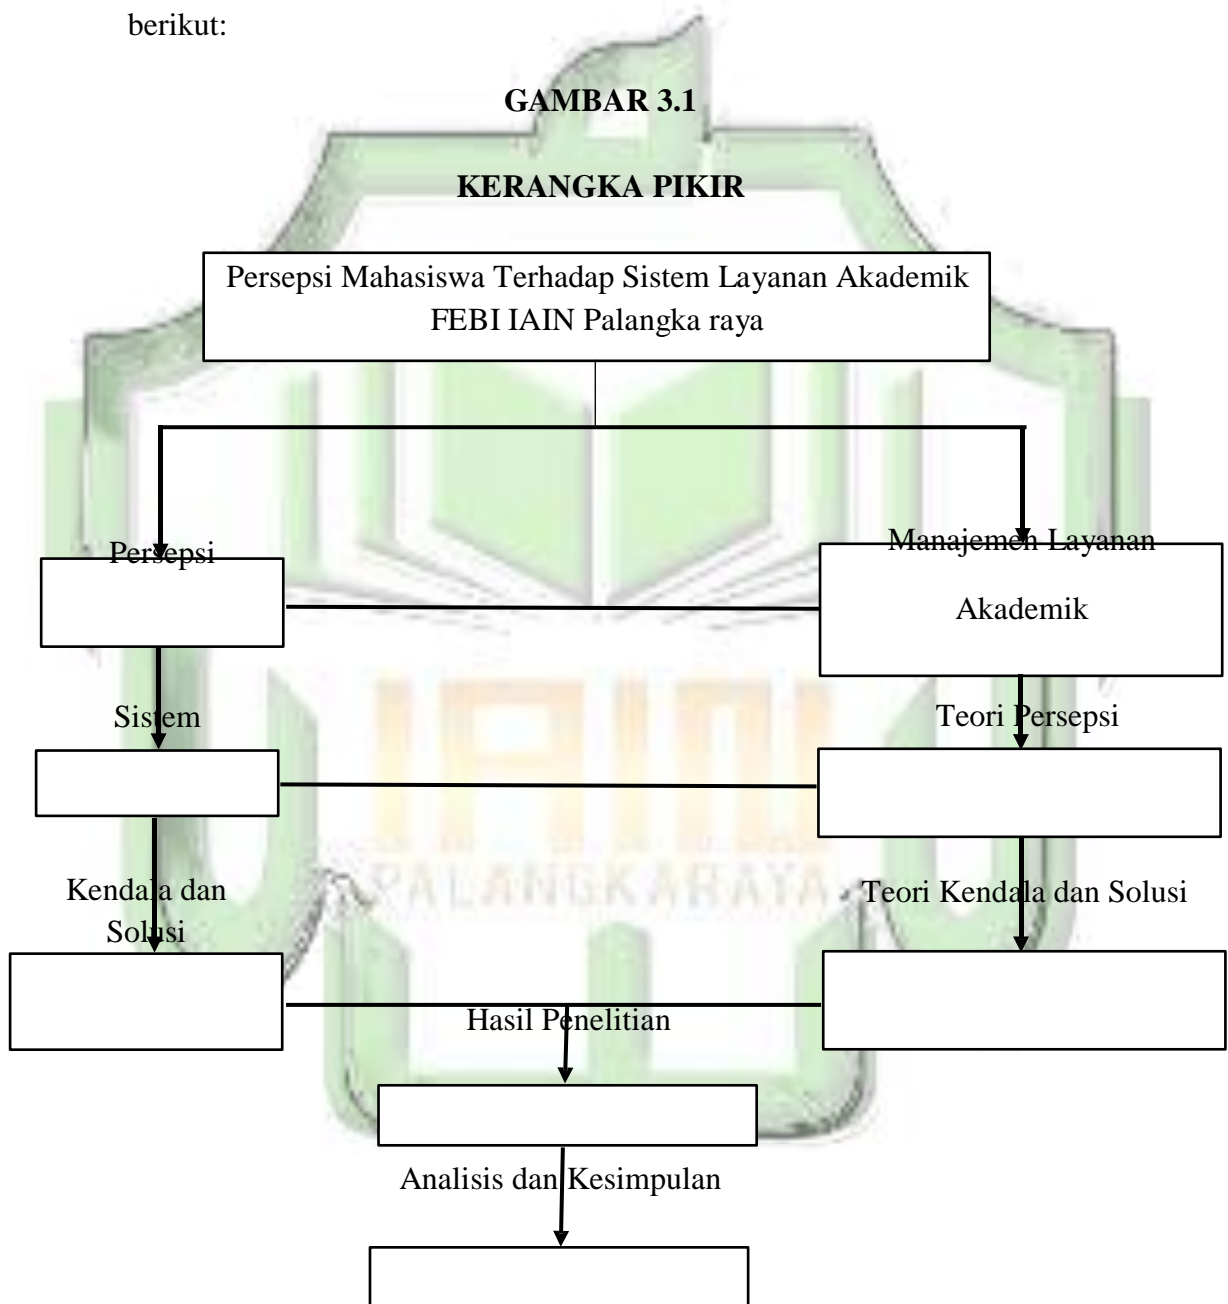 berikut:
GAMBAR 3.1
KERANGKA PIKIR
Persepsi Mahasiswa Terhadap Sistem Layanan Akademik
FEBI IAIN Palangka raya
Persepsi
Manajemen Layanan
Akademik
Sistem
Teori Persepsi
IAIN
PALANGKARAYA
Kendala dan
Solusi
Teori Kendala dan Solusi
Hasil Penelitian
Analisis dan Kesimpulan